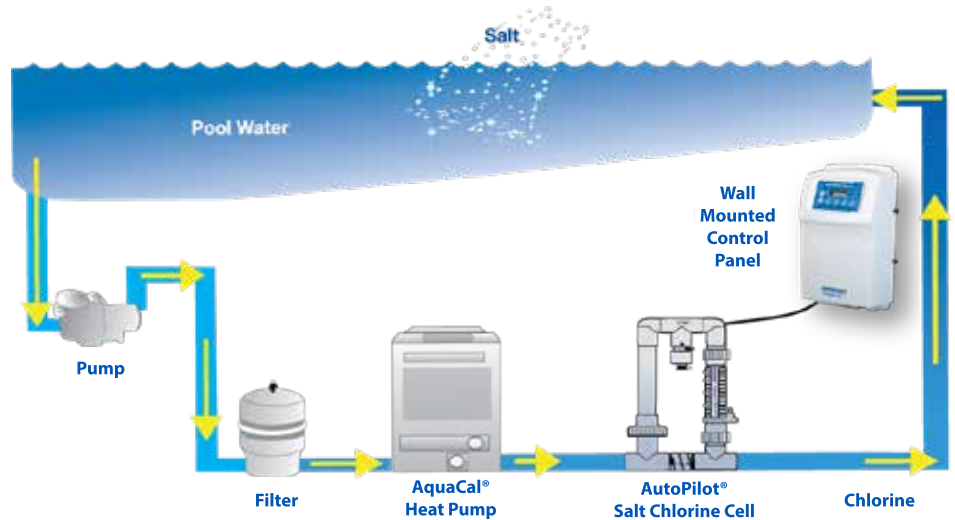 Salt
Pool Water
Wall
Mounted
Control
Panel
Pump
Filter
AquaCal®
Heat Pump
AutoPilot®
Salt Chlorine Cell
Chlorine